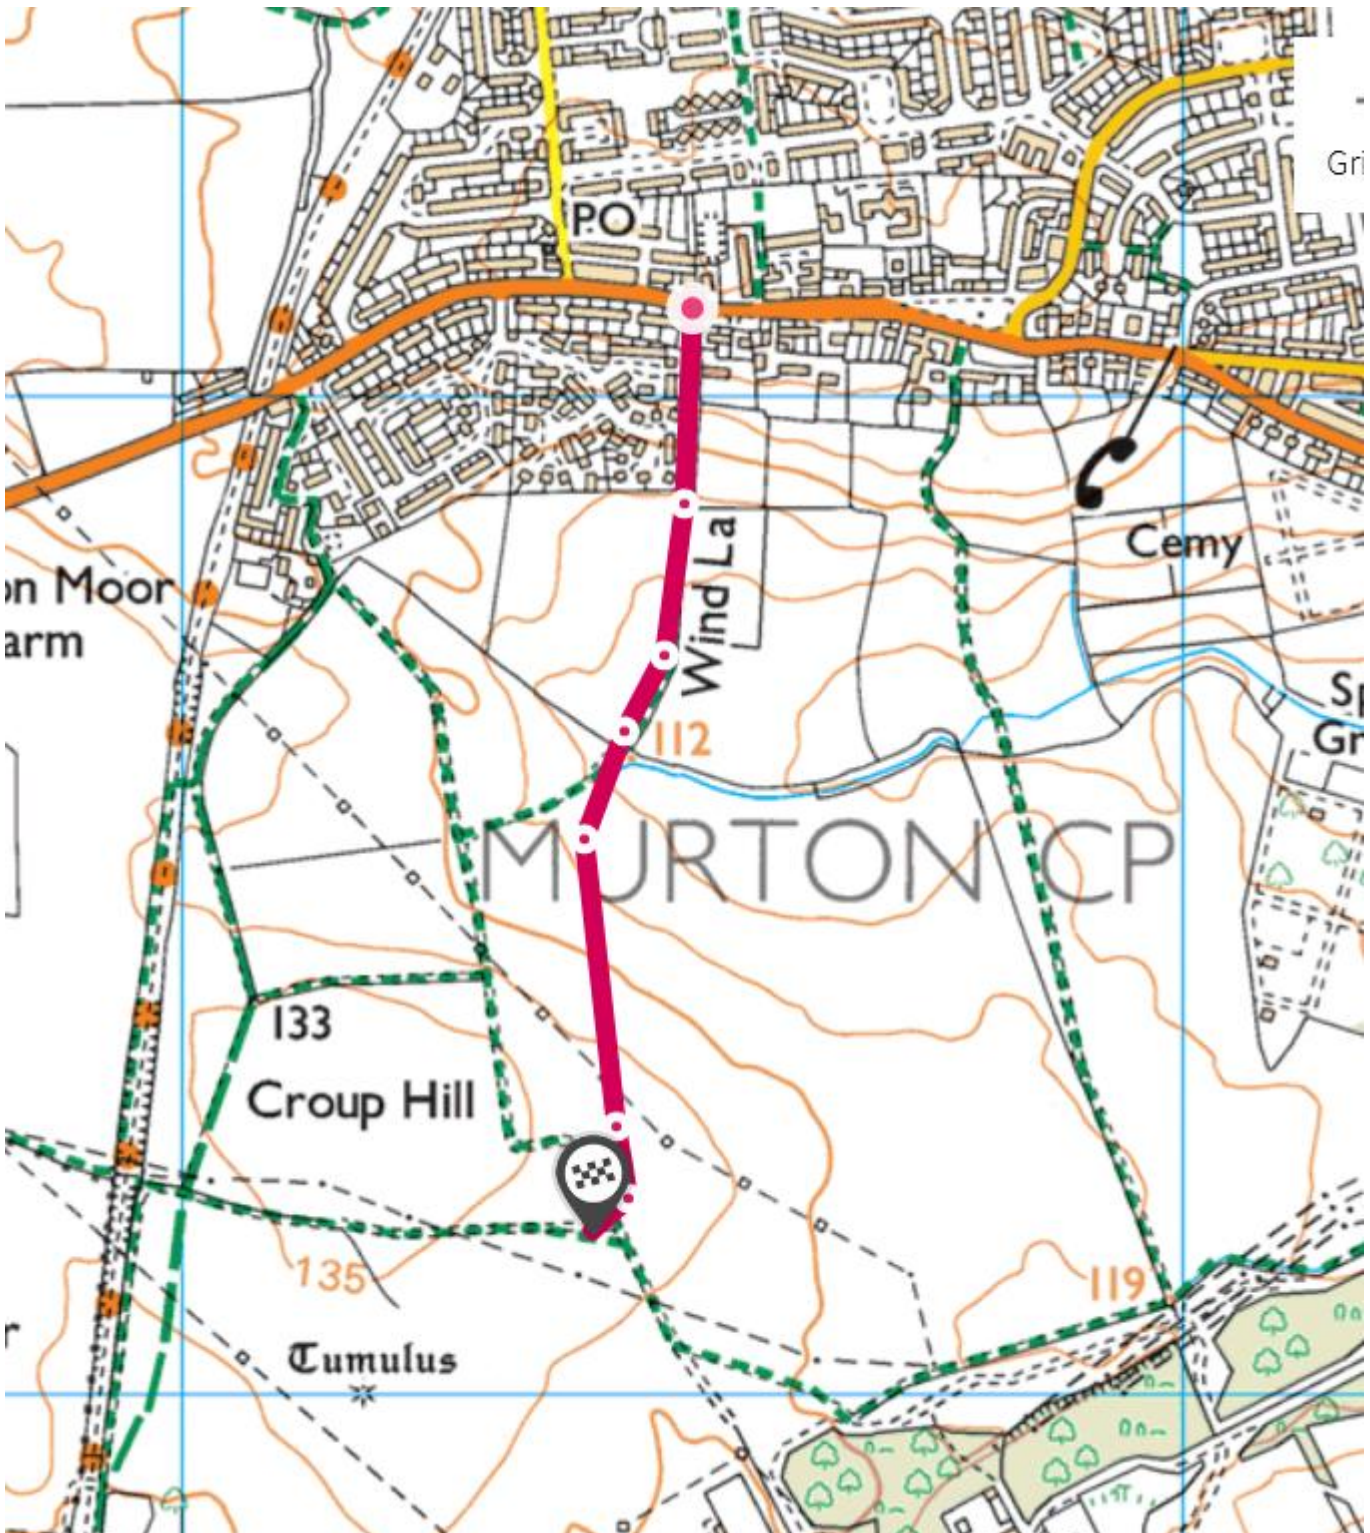 Gri
PO
Cemy
on Moor
arm
Wind La
Sp
Gr
112
MURTON CP
133
Croup Hill
135
119
r
Tumulus